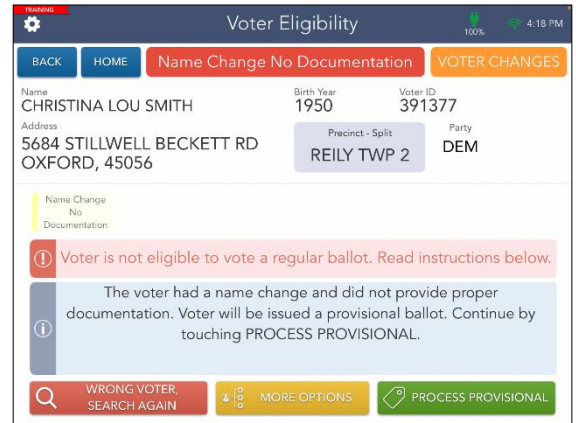 TRAINING
Voter Eligibility
100%
4:18 PM
BACK
HOME
Name Change No Documentation
VOTER CHANGES
Name
CHRISTINA LOU SMITH
Birth Year
1950
Voter ID
391377
Address
5684 STILLWELL BECKETT RD
OXFORD, 45056
Precinct - Split
REILY TWP 2
Party
DEM
Name Change
No
Documentation
Voter is not eligible to vote a regular ballot. Read instructions below.
The voter had a name change and did not provide proper
documentation. Voter will be issued a provisional ballot. Continue by
touching PROCESS PROVISIONAL.
WRONG VOTER,
SEARCH AGAIN
MORE OPTIONS
PROCESS PROVISIONAL